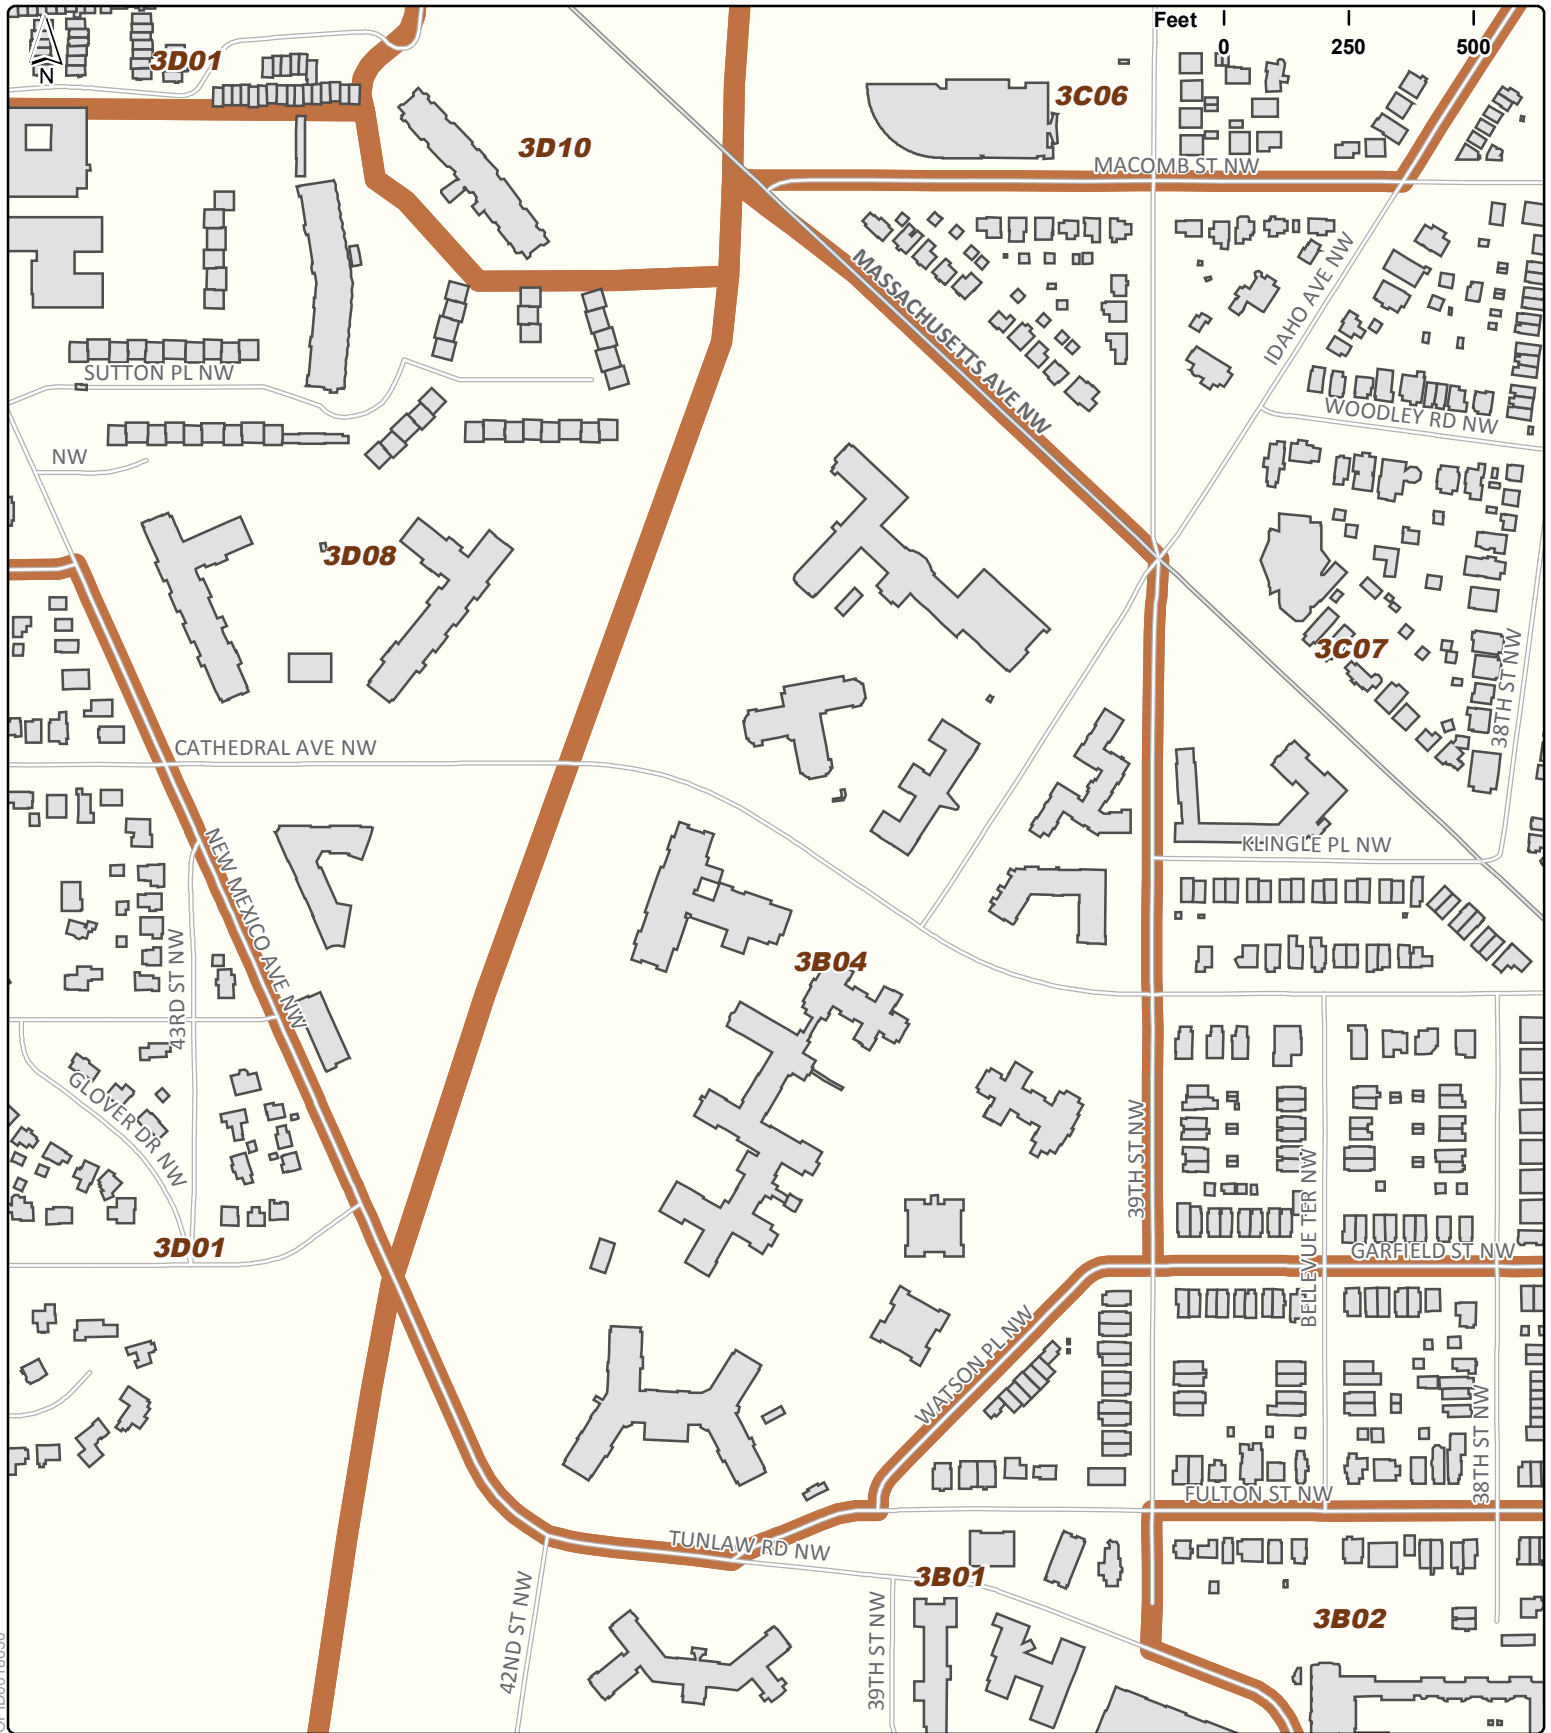 Feet
0 250 500
N
3D01
3C06
3D10
MACOMB ST NW
MASSACHUSETTS AVE NW
IDAHO AVE NW
SUTTON PL NW
WOODLEY RD NW
NW
3D08
3C07
38TH ST NW
CATHEDRAL AVE NW
KLINGLE PL NW
NEW MEXICO AVE NW
43RD ST NW
3B04
GLOVER DR NW
39TH ST NW
BELLEVUE TER NW
3D01
GARFIELD ST NW
WATSON PL NW
38TH ST NW
FULTON ST NW
TUNLAW RD NW
3B01
42ND ST NW
39TH ST NW
3B02